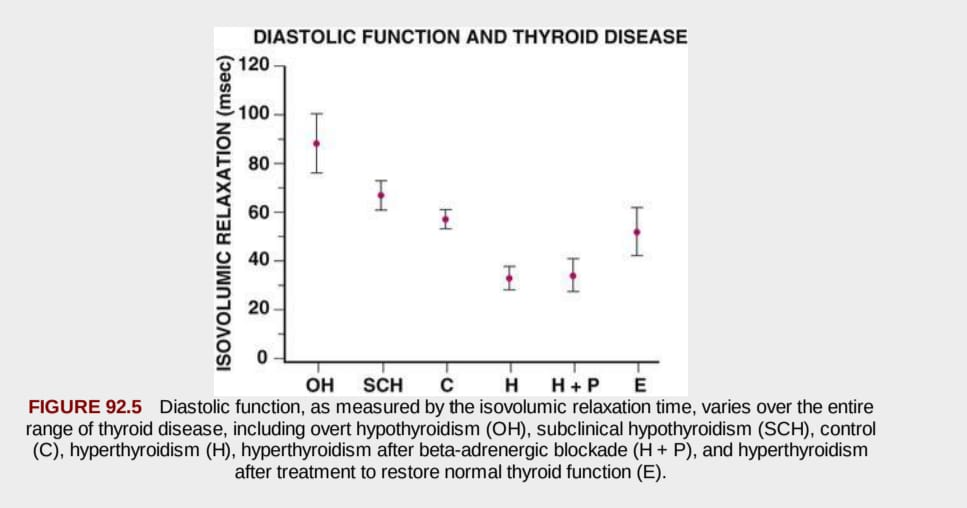 DIASTOLIC FUNCTION AND THYROID DISEASE
ISOVOLUMIC RELAXATION (msec)
120
100
80
60
40
20
0
OH SCH C H H + P E
FIGURE 92.5 Diastolic function, as measured by the isovolumic relaxation time, varies over the entire
range of thyroid disease, including overt hypothyroidism (OH), subclinical hypothyroidism (SCH), control
(C), hyperthyroidism (H), hyperthyroidism after beta-adrenergic blockade (H + P), and hyperthyroidism
after treatment to restore normal thyroid function (E).